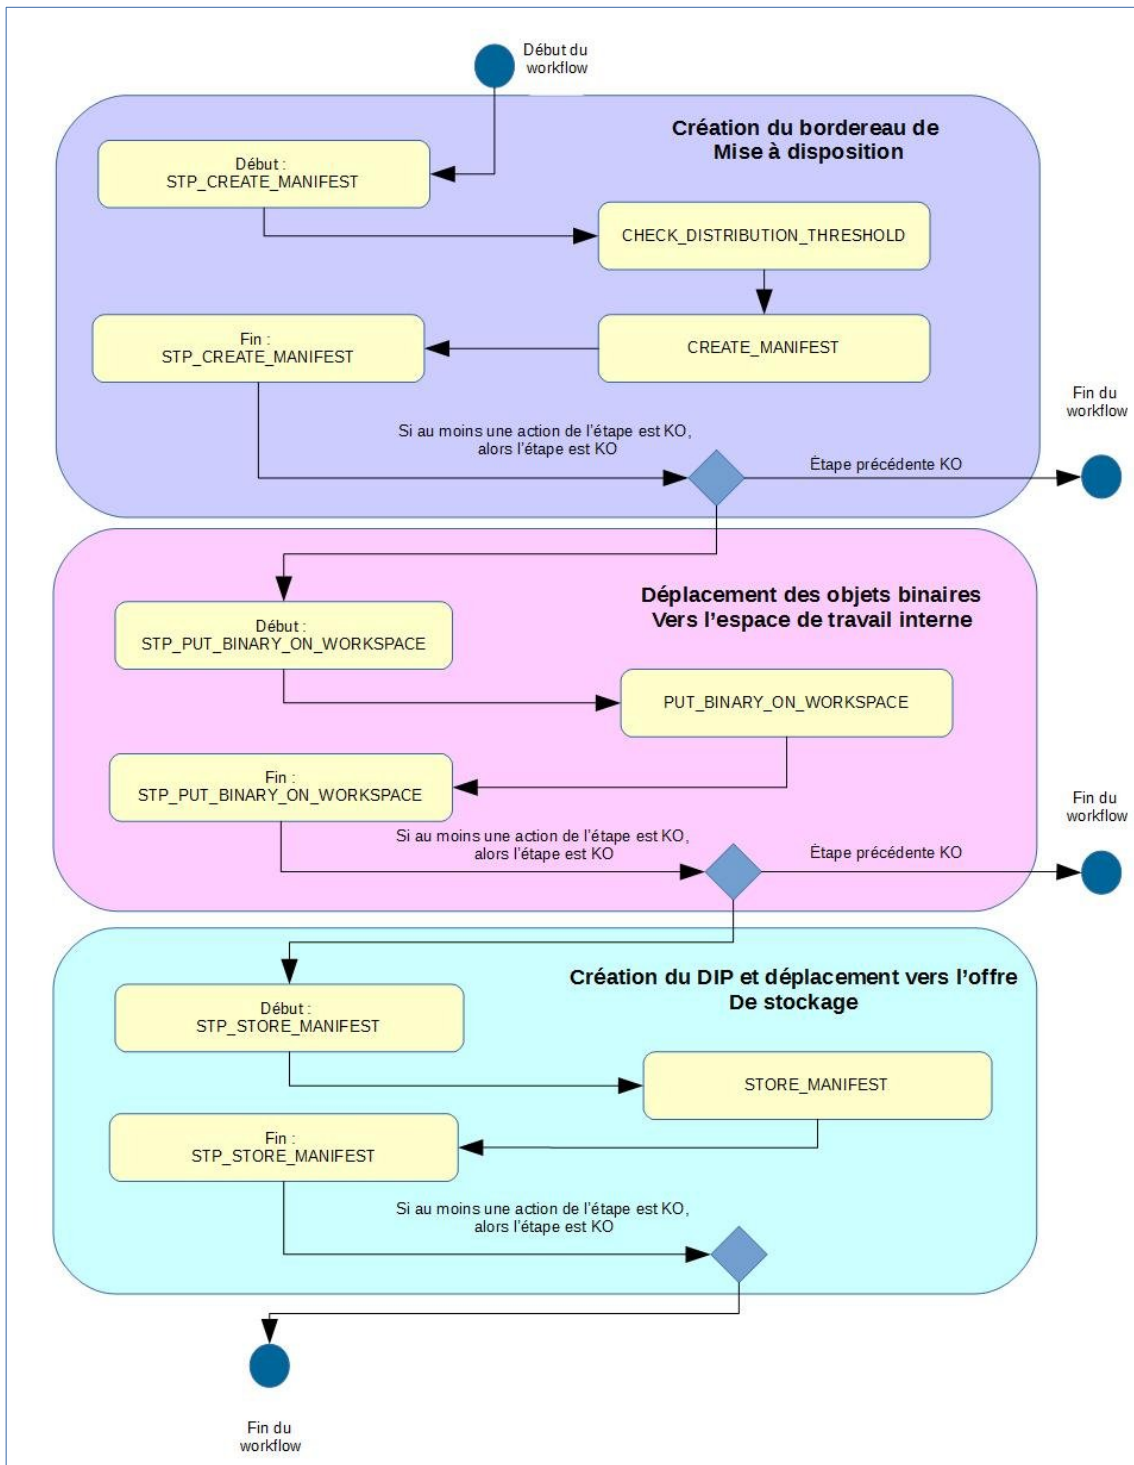 Début du
workflow
Création du bordereau de
Mise à disposition
Début :
STP_CREATE_MANIFEST
CHECK_DISTRIBUTION_THRESHOLD
Fin :
STP_CREATE_MANIFEST
CREATE_MANIFEST
Fin du
workflow
Si au moins une action de l'étape est KO,
alors l'étape est KO
Étape précédente KO
Déplacement des objets binaires
Vers l'espace de travail interne
Début :
STP_PUT_BINARY_ON_WORKSPACE
PUT_BINARY_ON_WORKSPACE
Fin :
STP_PUT_BINARY_ON_WORKSPACE
Fin du
workflow
Si au moins une action de l'étape est KO,
alors l'étape est KO
Étape précédente KO
Création du DIP et déplacement vers l'offre
De stockage
Début :
STP_STORE_MANIFEST
STORE_MANIFEST
Fin :
STP_STORE_MANIFEST
Si au moins une action de l'étape est KO,
alors l'étape est KO
Fin du
workflow